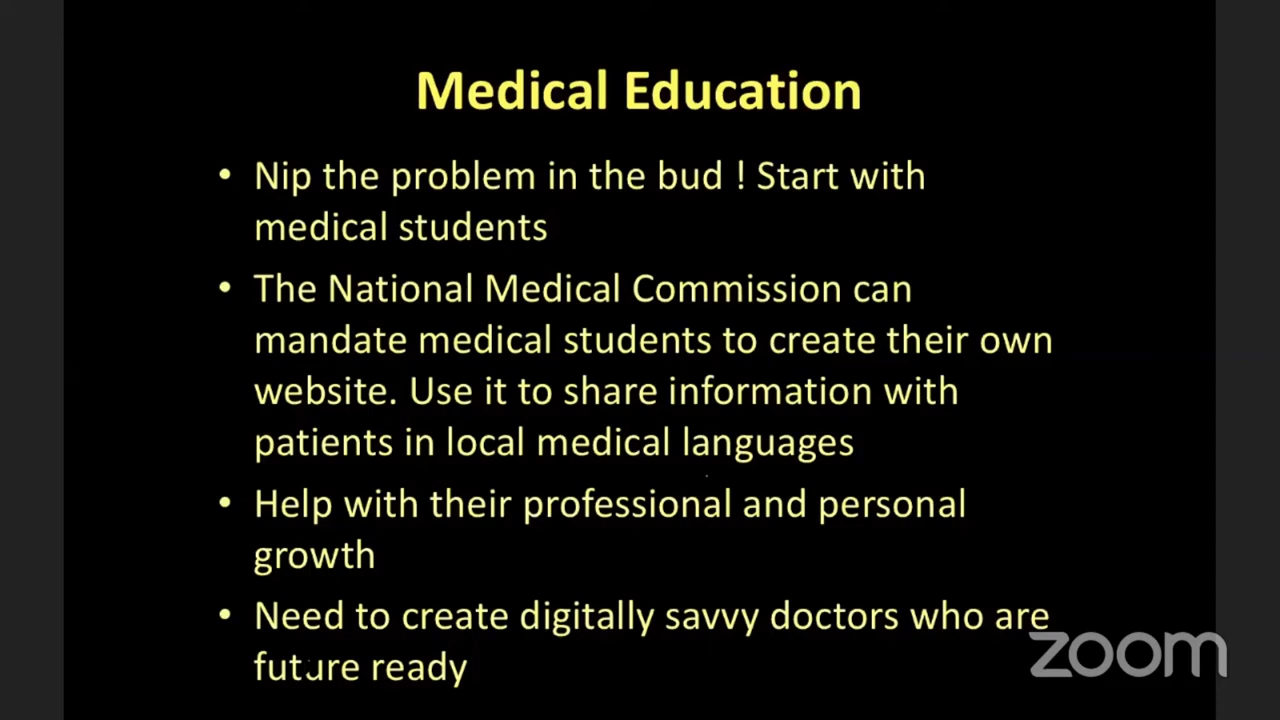 Medical Education
• Nip the problem in the bud ! Start with
medical students
• The National Medical Commission can
mandate medical students to create their own
website. Use it to share information with
patients in local medical languages
• Help with their professional and personal
growth
• Need to create digitally savvy doctors who are
future ready
zoom